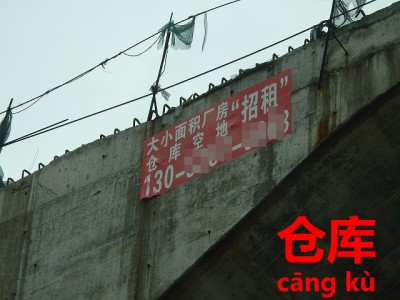 大小面积厂房“招租”
仓库空地
130-
仓库
cāng kù